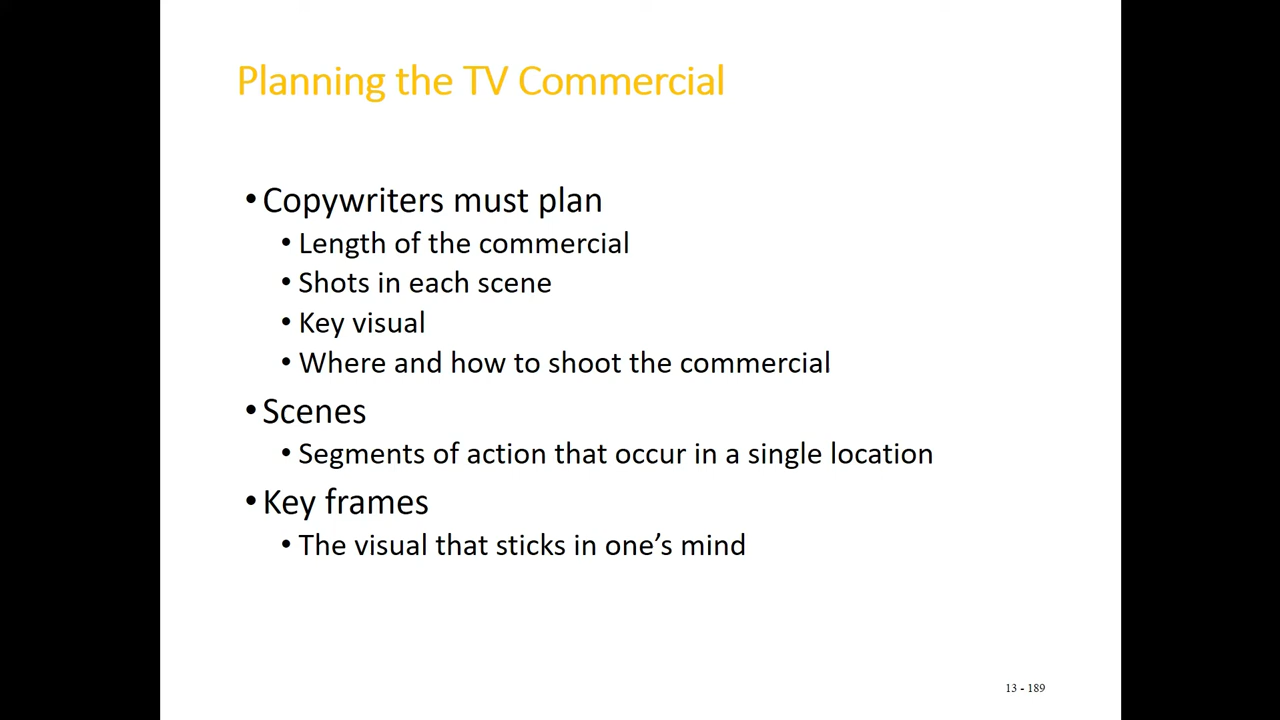 Planning the TV Commercial
• Copywriters must plan
• Length of the commercial
• Shots in each scene
• Key visual
• Where and how to shoot the commercial
• Scenes
• Segments of action that occur in a single location
• Key frames
• The visual that sticks in one’s mind
13 - 189